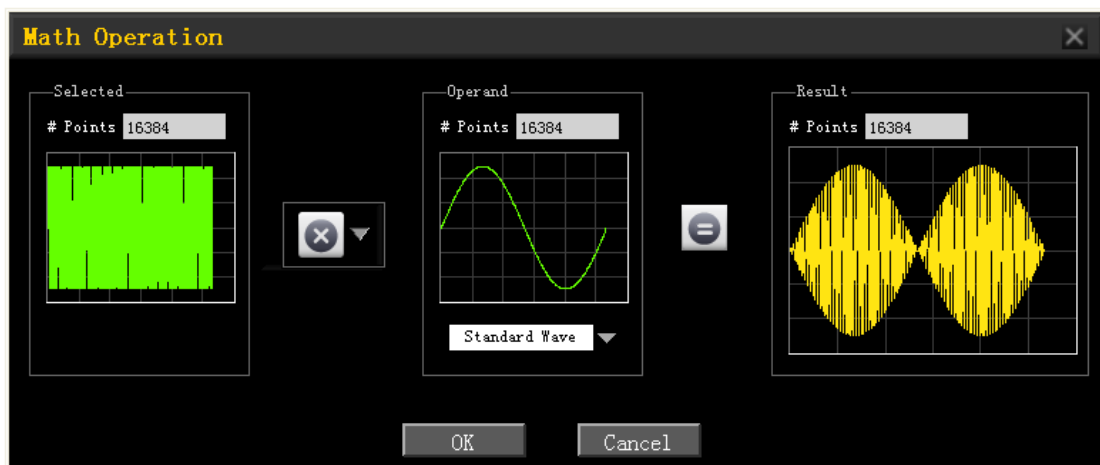 Math Operation
Selected
# Points 16384
Operand
# Points 16384
Standard Wave
Result
# Points 16384
OK
Cancel